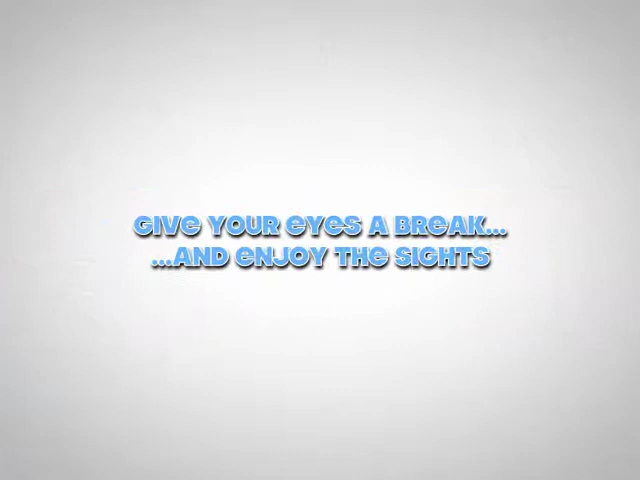 GIVE YOUR EYES A BREAK...
...AND ENJOY THE SIGHTS